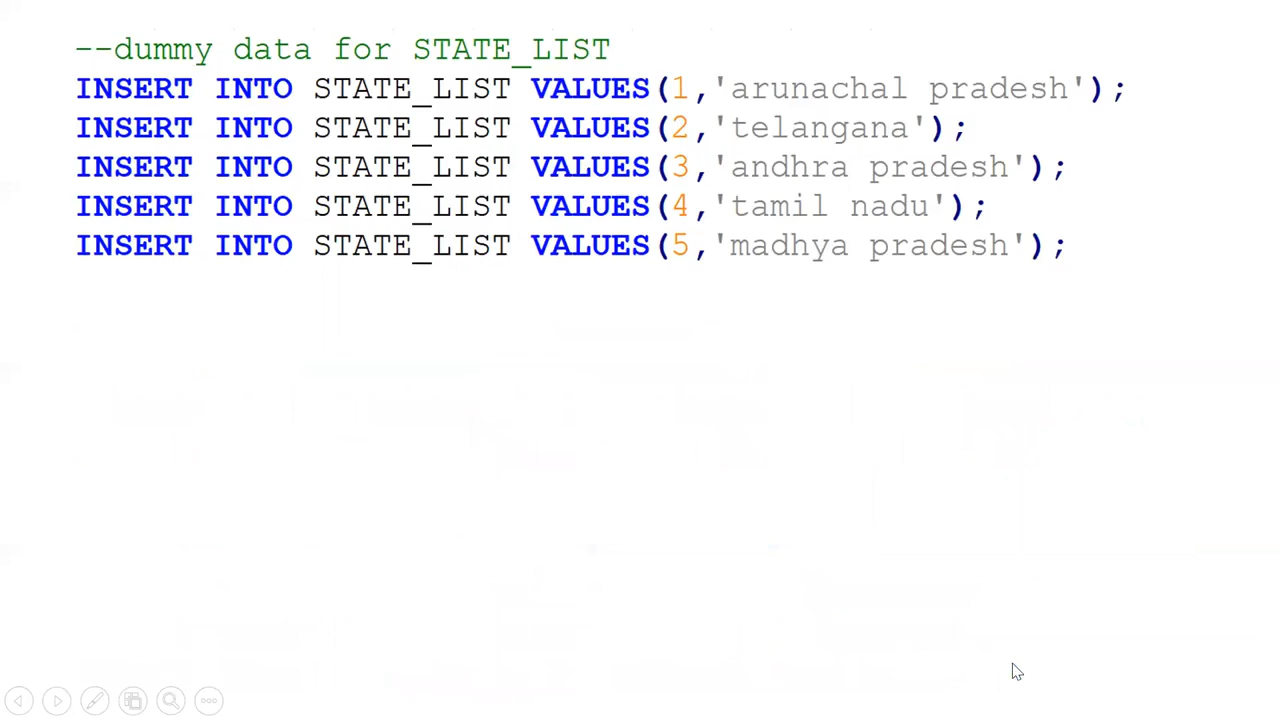 --dummy data for STATE_LIST
INSERT INTO STATE_LIST VALUES(1,'arunachal pradesh');
INSERT INTO STATE_LIST VALUES(2,'telangana');
INSERT INTO STATE_LIST VALUES(3,'andhra pradesh');
INSERT INTO STATE_LIST VALUES(4,'tamil nadu');
INSERT INTO STATE_LIST VALUES(5,'madhya pradesh');